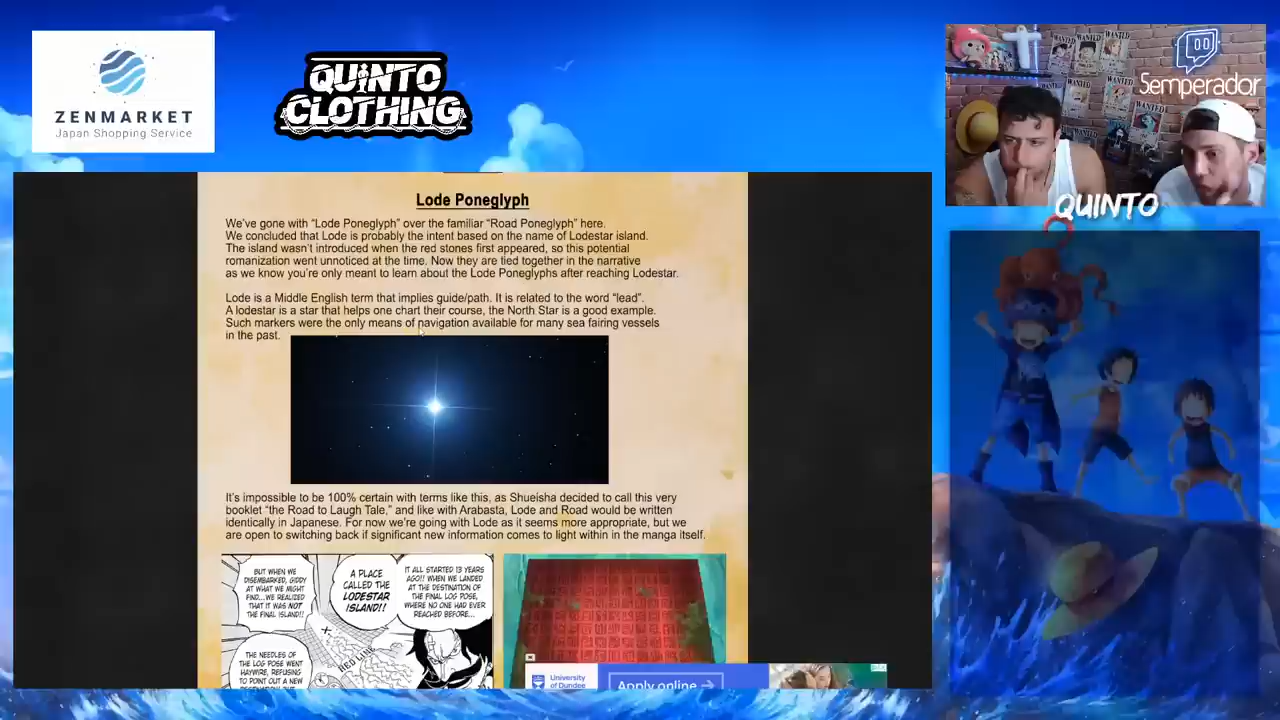 ZENMARKET
Japan Shopping Service
QUINTO
CLOTHING
WANTED
WANTED
WANTED
Semperador
QUINTO
Lode Poneglyph
We've gone with "Lode Poneglyph" over the familiar "Road Poneglyph" here.
We concluded that Lode is probably the intent based on the name of Lodestar island.
The island wasn't introduced when the red stones first appeared, so this potential
romanization went unnoticed at the time. Now they are tied together in the narrative
as we know you're only meant to learn about the Lode Poneglyphs after reaching Lodestar.
Lode is a Middle English term that implies guide/path. It is related to the word "lead".
A lodestar is a star that helps one chart their course, the North Star is a good example.
Such markers were the only means of navigation available for many sea fairing vessels
in the past.
It's impossible to be 100% certain with terms like this, as Shueisha decided to call this very
booklet "the Road to Laugh Tale," and like with Arabasta, Lode and Road would be written
identically in Japanese. For now we're going with Lode as it seems more appropriate, but we
are open to switching back if significant new information comes to light within in the manga itself.
IT ALL STARTED 13 YEARS
AGO!! WHEN WE LANDED
AT THE DESTINATION OF
THE FINAL LOG POSE,
WHERE NO ONE HAD EVER
REACHED BEFORE...
A PLACE
CALLED THE
LODESTAR
ISLAND!!
BUT WHEN WE
DISEMBARKED, GIDDY
AT WHAT WE MIGHT
FIND...WE REALIZED
THAT IT WAS NOT
THE FINAL ISLAND!!
THE NEEDLES OF
THE LOG POSE WENT
HAYWIRE, REFUSING
TO POINT OUT A NEW
RED LINE
University
of Dundee
Apply online →